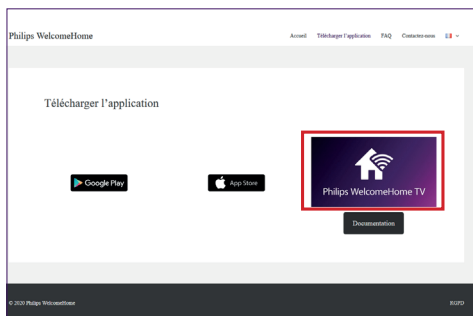 Philips WelcomeHome
Accueil Télécharger l'application FAQ Contactez-nous
Télécharger l'application
Google Play
App Store
Philips WelcomeHome TV
Documentation
© 2020 Philips WelcomeHome
RGPD